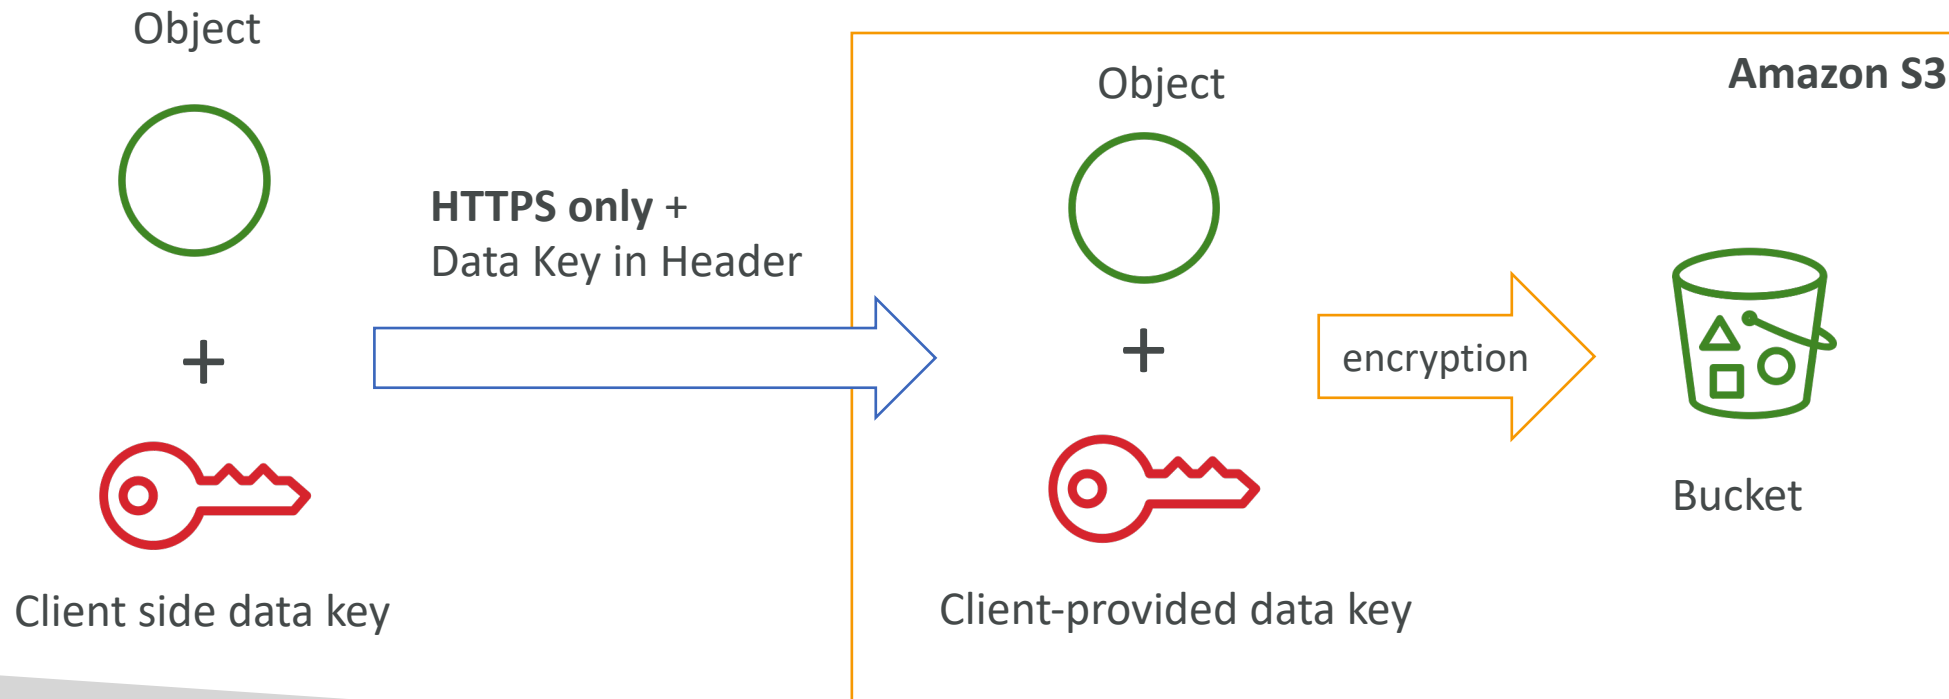 Object
HTTPS only +
Data Key in Header
Client side data key
Amazon S3
Object
encryption
Client-provided data key
Bucket